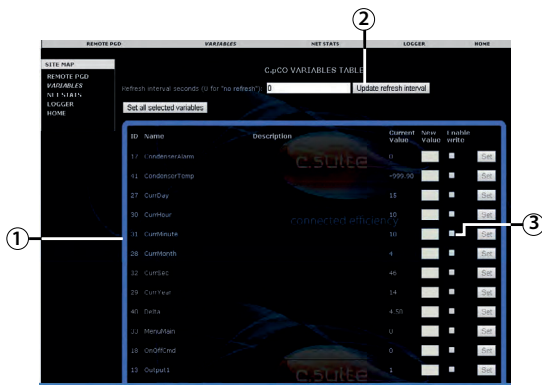 2
REMOTE PGD VARIABLES NET STATS LOGGER HOME
SITE MAP
REMOTE PGD
VARIABLES
NET STATS
LOGGER
HOME
C.pCO VARIABLES TABLE
Refresh interval seconds (0 for "no refresh"): 0 Update refresh interval
Set all selected variables
ID Name Description Current Value New Value Enable write
17 CondenserAlarm 0 Set
c.suite
41 CondenserTemp -999.90 Set
27 CurrDay 15 Set
30 CurrHour 10 Set
connected efficiency
31 CurrMinute 10 Set
1
3
28 CurrMonth 4 Set
32 CurrSec 46 Set
29 CurrYear 14 Set
40 Delta 4.50 Set
33 MenuMain 0 Set
18 OnOffCmd 0 Set
13 Output1 1 Set
c.suite